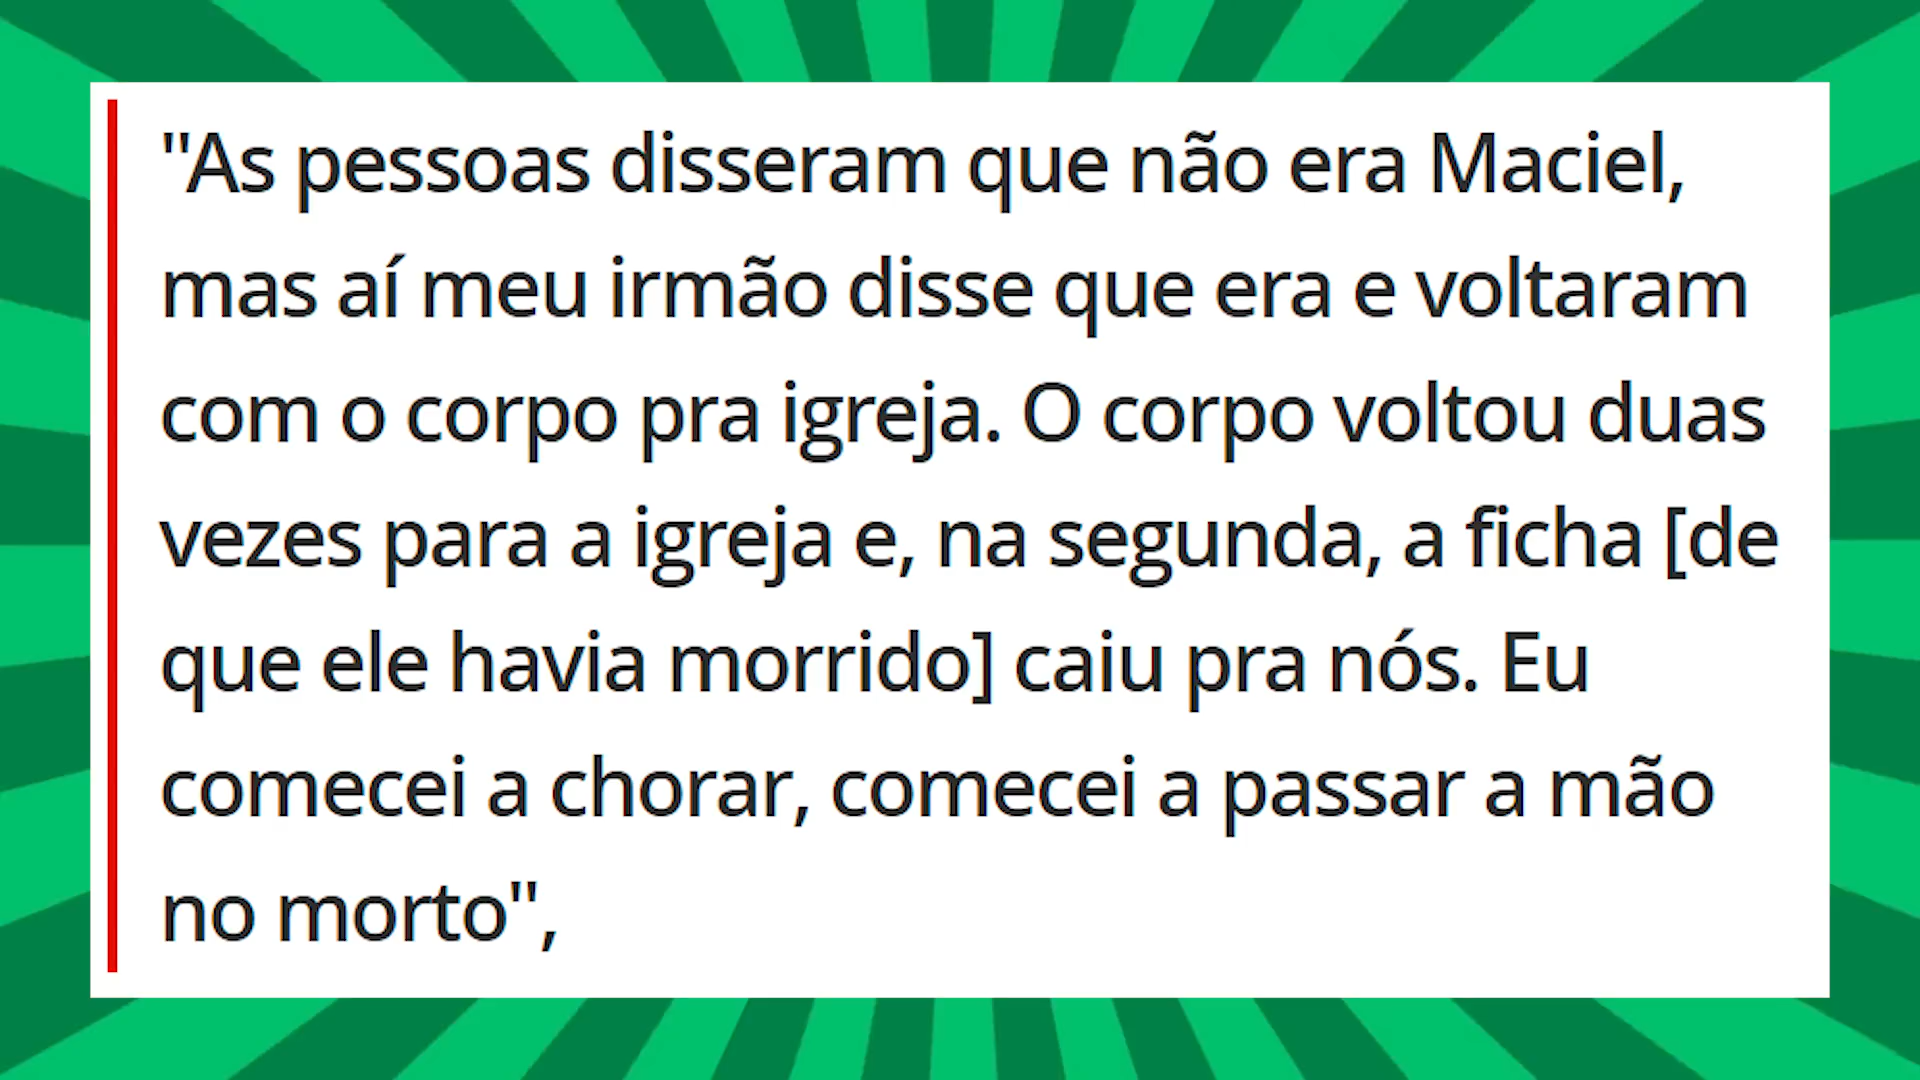 "As pessoas disseram que não era Maciel,
mas aí meu irmão disse que era e voltaram
com o corpo pra igreja. O corpo voltou duas
vezes para a igreja e, na segunda, a ficha [de
que ele havia morrido] caiu pra nós. Eu
comecei a chorar, comecei a passar a mão
no morto",